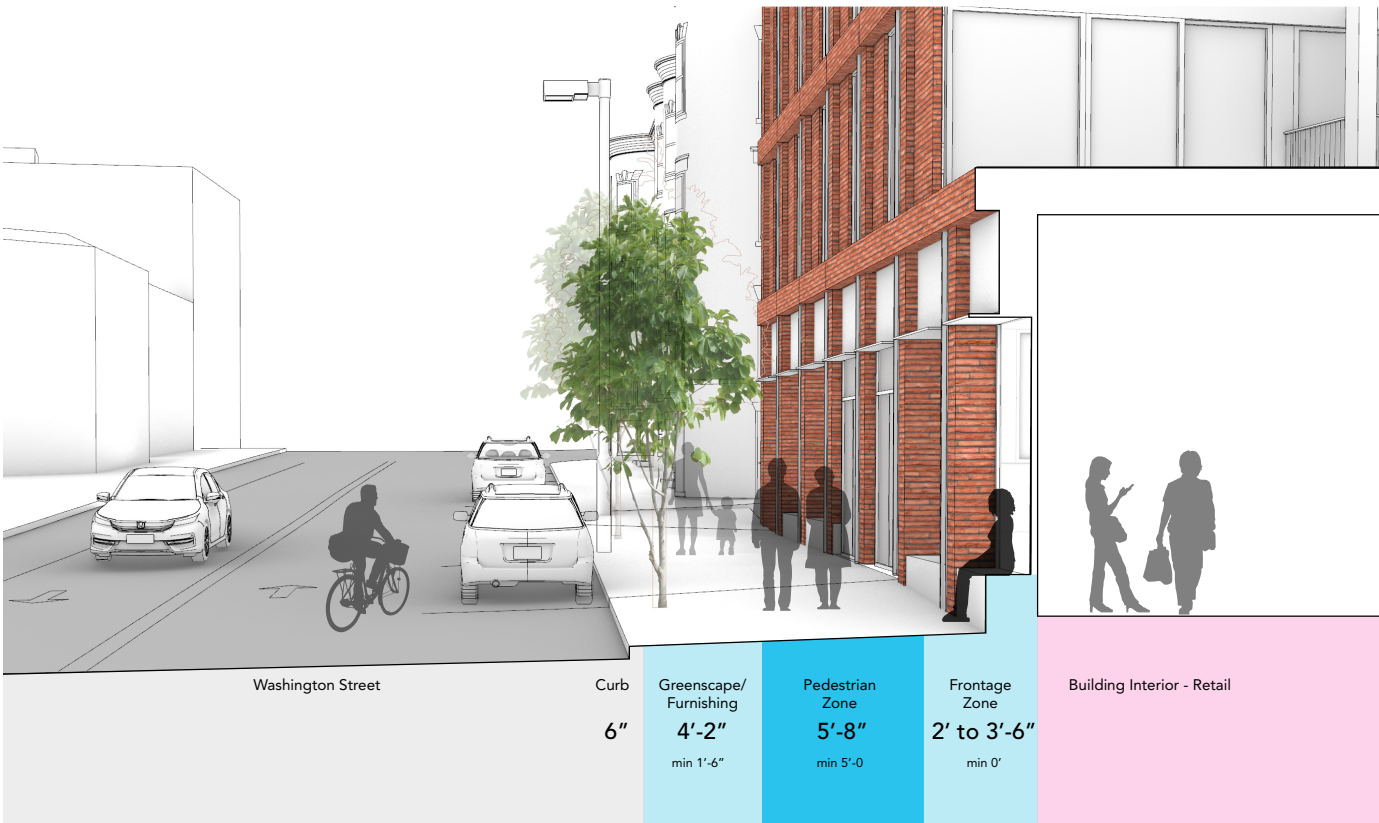 Washington Street
Curb
6”
Greenscape/
Furnishing
4’-2”
min 1’-6”
Pedestrian
Zone
5’-8”
min 5’-0
Frontage
Zone
2’ to 3’-6”
min 0’
Building Interior - Retail